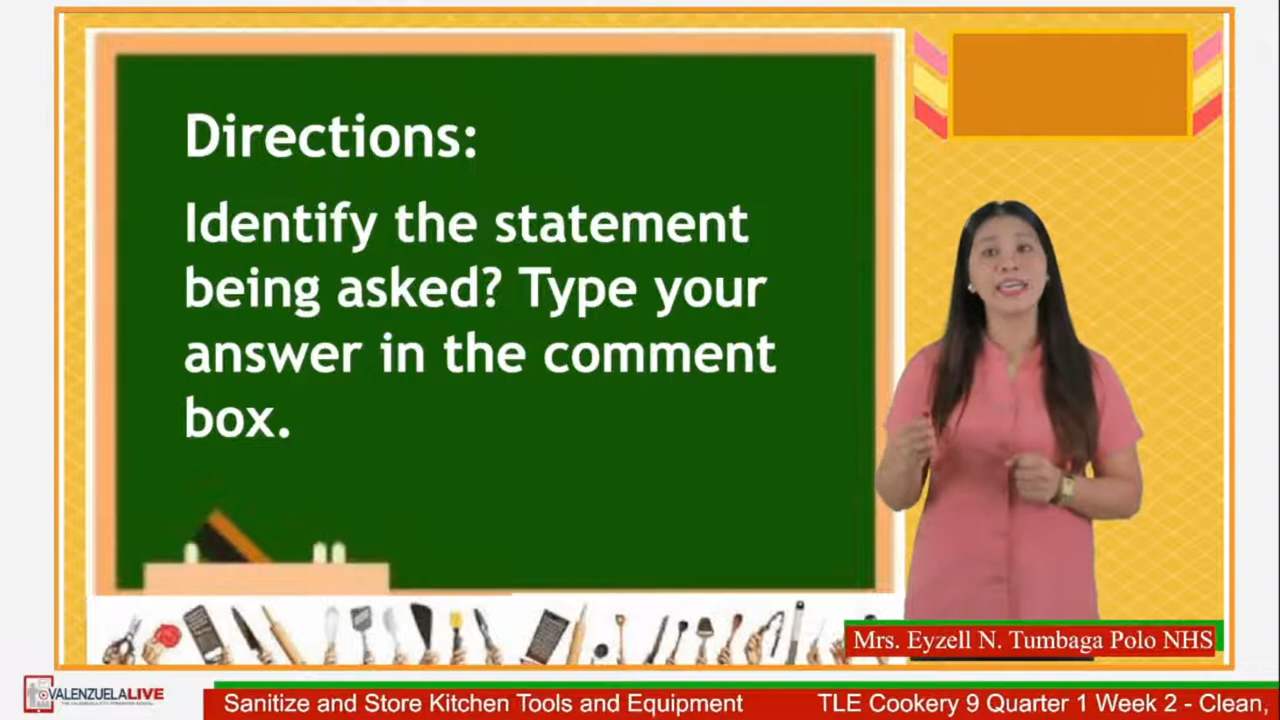 Directions:
Identify the statement
being asked? Type your
answer in the comment
box.
Mrs. Eyzell N. Tumbaga Polo NHS
VALENZUELALIVE
Sanitize and Store Kitchen Tools and Equipment
TLE Cookery 9 Quarter 1 Week 2 - Clean,